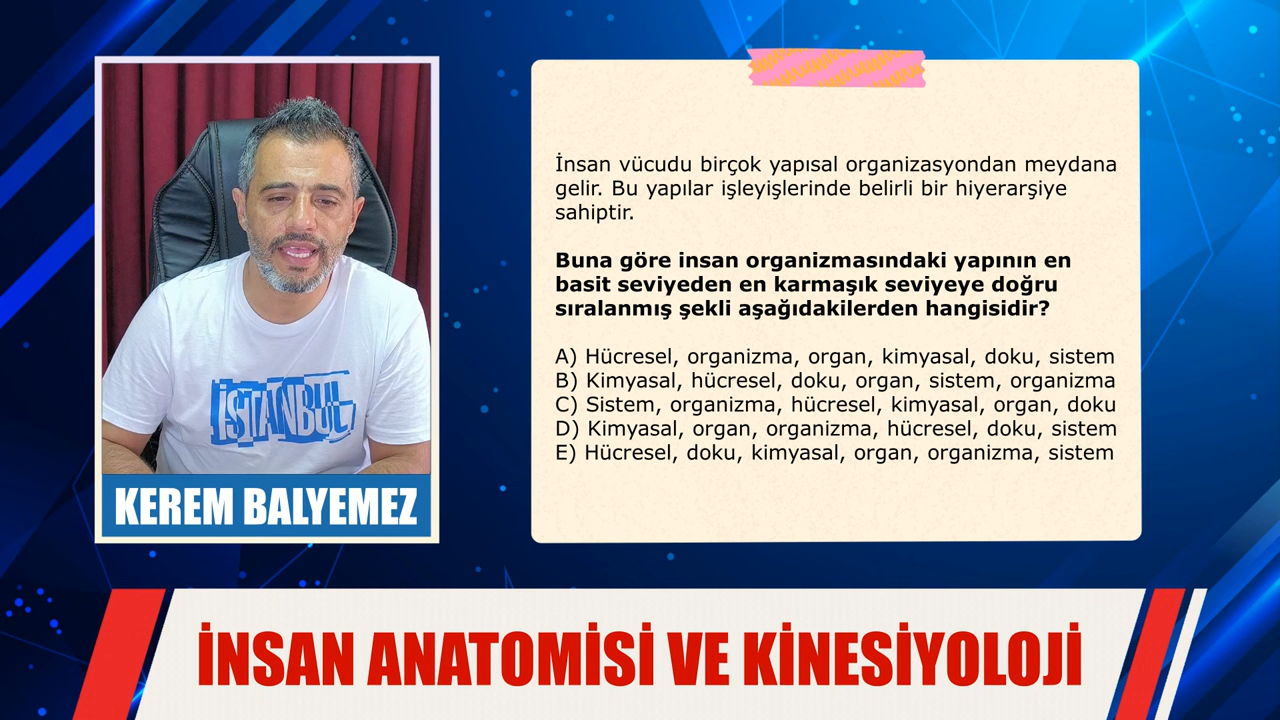 İnsan vücudu birçok yapısal organizasyondan meydana
gelir. Bu yapılar işleyişlerinde belirli bir hiyerarşiye
sahiptir.
Buna göre insan organizmasındaki yapının en
basit seviyeden en karmaşık seviyeye doğru
sıralanmış şekli aşağıdakilerden hangisidir?
A) Hücresel, organizma, organ, kimyasal, doku, sistem
B) Kimyasal, hücresel, doku, organ, sistem, organizma
C) Sistem, organizma, hücresel, kimyasal, organ, doku
D) Kimyasal, organ, organizma, hücresel, doku, sistem
E) Hücresel, doku, kimyasal, organ, organizma, sistem
İSTANBUL
KEREM BALYEMEZ
İNSAN ANATOMİSİ VE KİNESİYOLOJİ